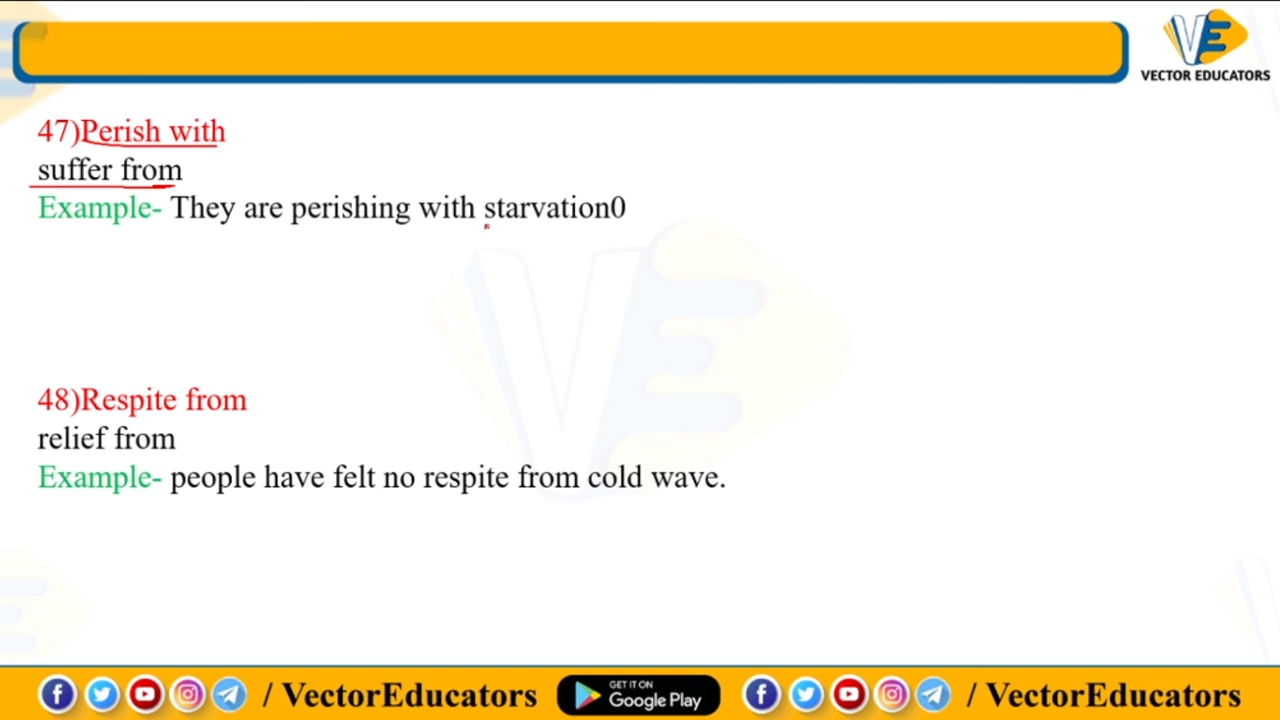 VECTOR EDUCATORS
47)Perish with
suffer from
Example- They are perishing with starvation0
48)Respite from
relief from
Example- people have felt no respite from cold wave.
/ VectorEducators GET IT ON Google Play / VectorEducators